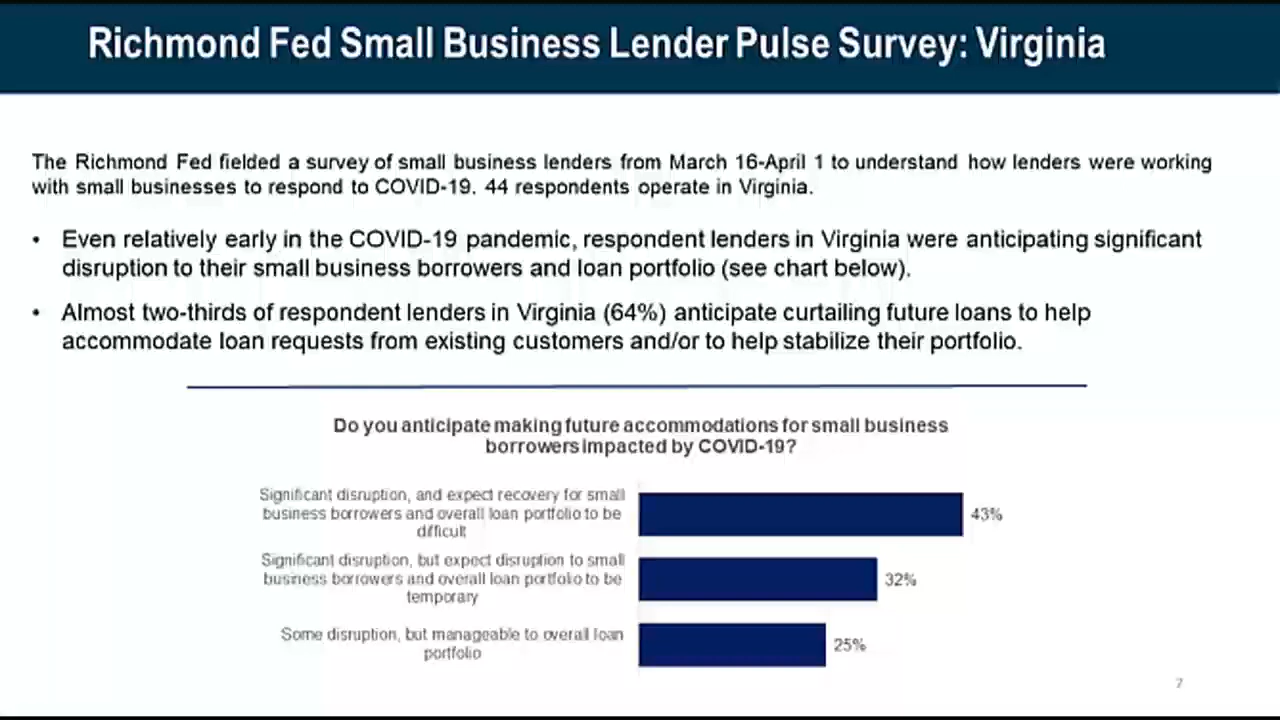 Richmond Fed Small Business Lender Pulse Survey: Virginia
The Richmond Fed fielded a survey of small business lenders from March 16-April 1 to understand how lenders were working
with small businesses to respond to COVID-19. 44 respondents operate in Virginia.
• Even relatively early in the COVID-19 pandemic, respondent lenders in Virginia were anticipating significant
disruption to their small business borrowers and loan portfolio (see chart below).
• Almost two-thirds of respondent lenders in Virginia (64%) anticipate curtailing future loans to help
accommodate loan requests from existing customers and/or to help stabilize their portfolio.
Do you anticipate making future accommodations for small business
borrowers impacted by COVID-19?
Significant disruption, and expect recovery for small
business borrowers and overall loan portfolio to be
difficult
43%
Significant disruption, but expect disruption to small
business borrowers and overall loan portfolio to be
temporary
32%
Some disruption, but manageable to overall loan
portfolio
25%
7